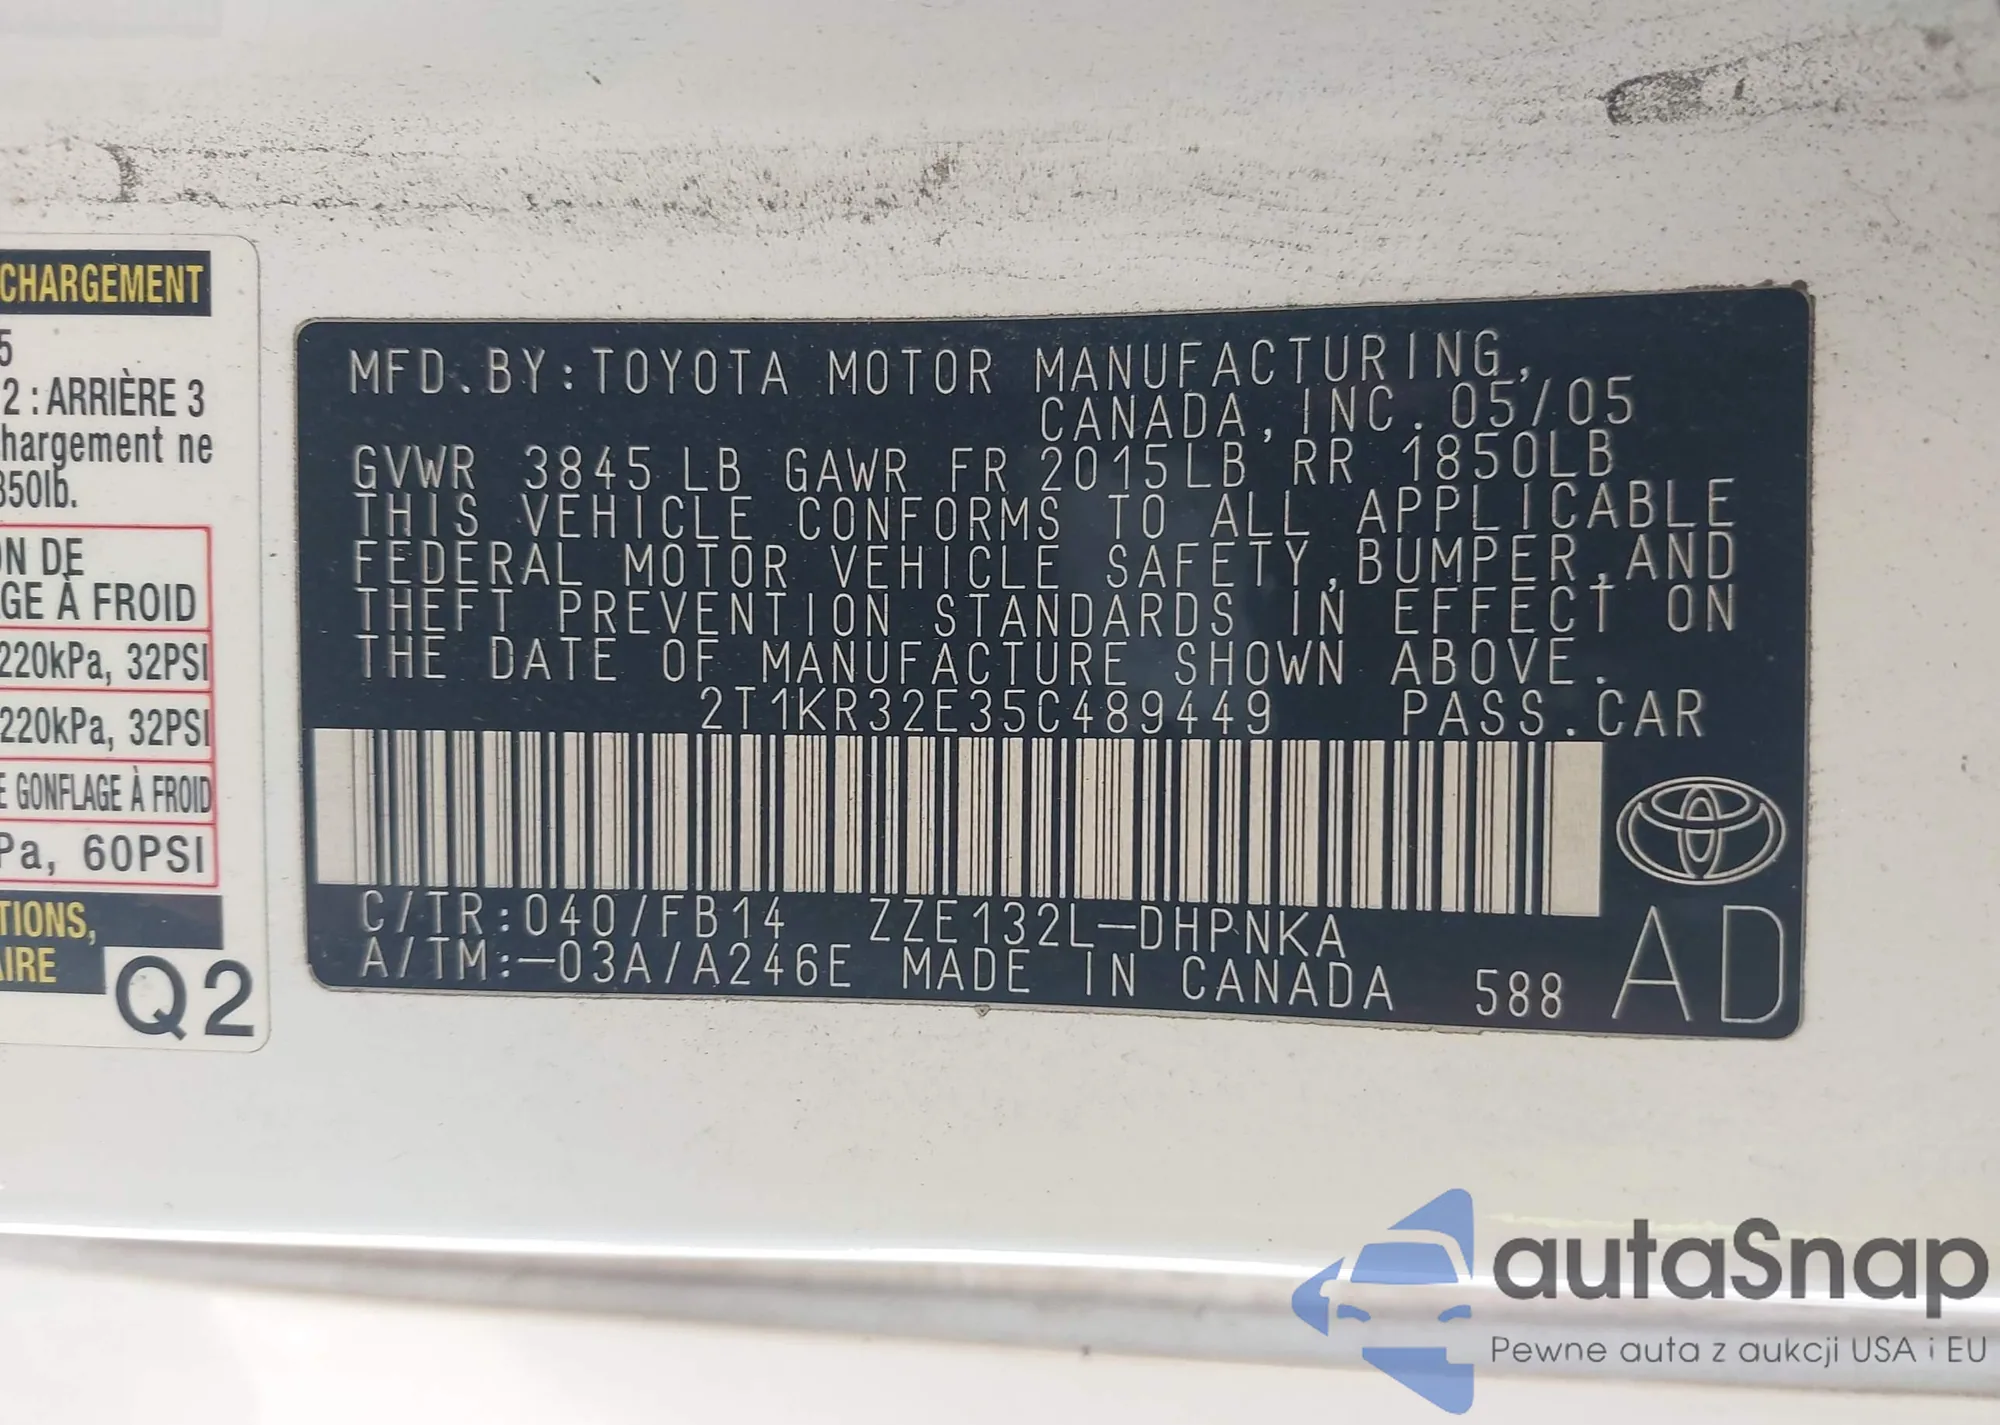 CHARGEMENT
5
2 : ARRIÈRE 3
hargement ne
350lb.
ON DE
GE À FROID
220kPa, 32PSI
220kPa, 32PSI
E GONFLAGE À FROID
Pa, 60PSI
TIONS,
AIRE
Q2
MFD.BY:TOYOTA MOTOR MANUFACTURING,
CANADA,INC.05/05
GVWR 3845LB GAWR FR 2015LB RR 1850LB
THIS VEHICLE CONFORMS TO ALL APPLICABLE
FEDERAL MOTOR VEHICLE SAFETY,BUMPER,AND
THEFT PREVENTION STANDARDS IN EFFECT ON
THE DATE OF MANUFACTURE SHOWN ABOVE.
2T1KR32E35C489449 PASS.CAR
C/TR:040/FB14 ZZE132L-DHPNKA
A/TM:-03A/A246E MADE IN CANADA 588
AD
autaSnap
Pewne auta z aukcji USA i EU